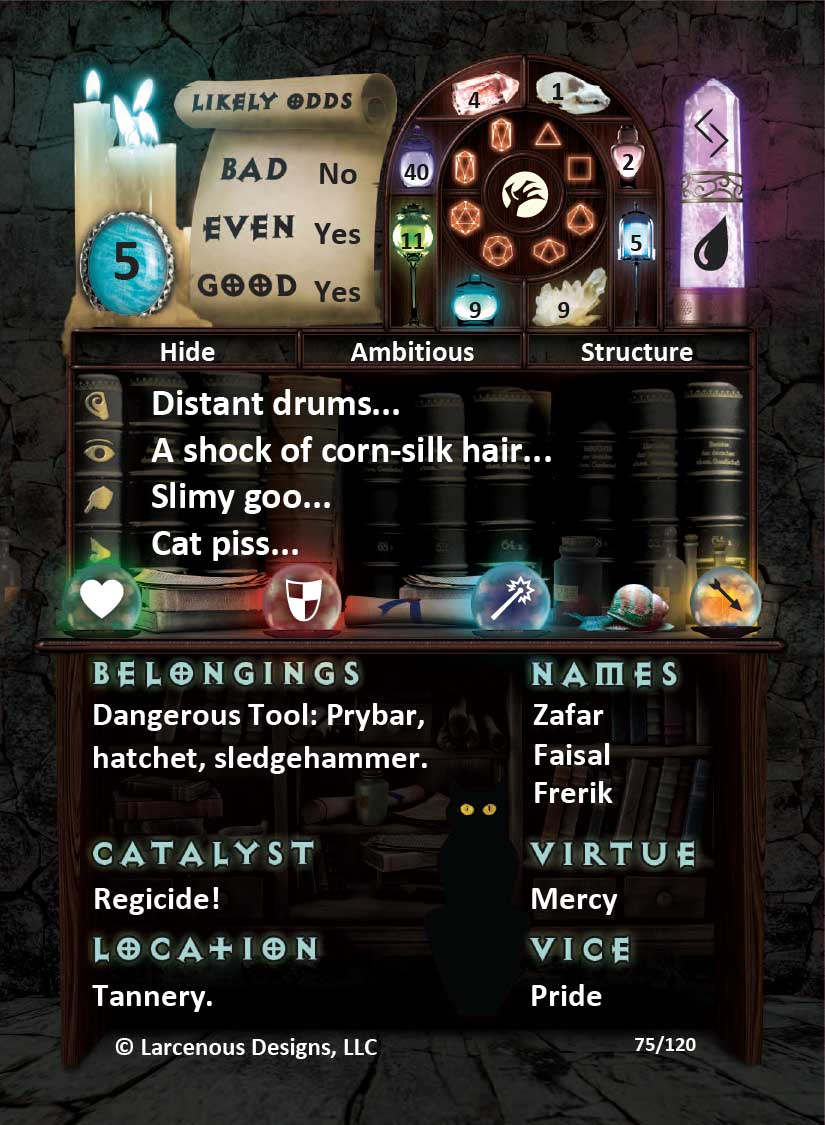 LIKELY ODDS
BAD No
EVEN Yes
GOOD Yes
5
4
1
40
2
11
5
9
9
Hide Ambitious Structure
Distant drums...
A shock of corn-silk hair...
Slimy goo...
Cat piss...
BELONGINGS
Dangerous Tool: Prybar,
hatchet, sledgehammer.
NAMES
Zafar
Faisal
Frerik
CATALYST
Regicide!
VIRTUE
Mercy
LOCATION
Tannery.
VICE
Pride
© Larcenous Designs, LLC
75/120